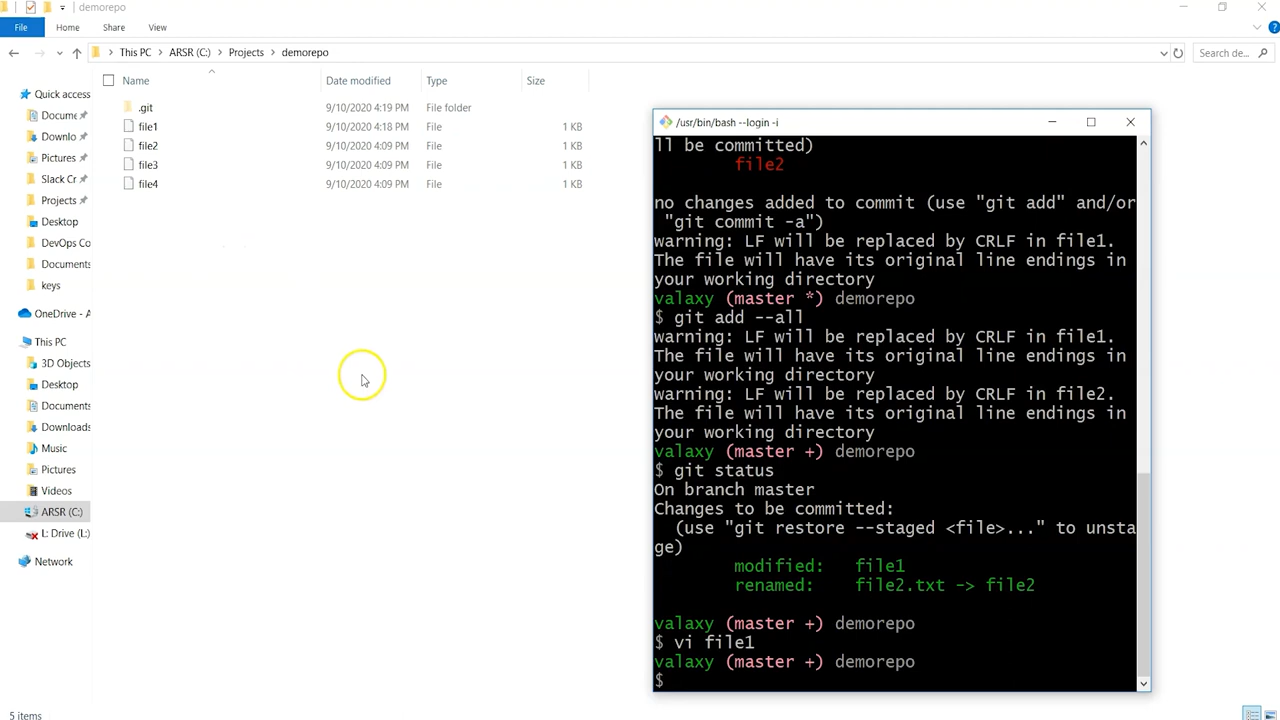 demorepo
File
Home
Share
View
This PC
ARSR (C:)
Projects
demorepo
Search de...
Name
Date modified
Type
Size
.git
9/10/2020 4:19 PM
File folder
file1
9/10/2020 4:18 PM
File
1 KB
file2
9/10/2020 4:09 PM
File
1 KB
file3
9/10/2020 4:09 PM
File
1 KB
file4
9/10/2020 4:09 PM
File
1 KB
Quick access
Docume
Downlo
Pictures
Slack Cr
Projects
Desktop
DevOps Co
Documents
keys
OneDrive - A
This PC
3D Objects
Desktop
Documents
Downloads
Music
Pictures
Videos
ARSR (C:)
L: Drive (L:)
Network
5 items
/usr/bin/bash --login -i
ll be committed)
file2
no changes added to commit (use "git add" and/or
"git commit -a")
warning: LF will be replaced by CRLF in file1.
The file will have its original line endings in
your working directory
valaxy (master *) demorepo
$ git add --all
warning: LF will be replaced by CRLF in file1.
The file will have its original line endings in
your working directory
warning: LF will be replaced by CRLF in file2.
The file will have its original line endings in
your working directory
valaxy (master +) demorepo
$ git status
On branch master
Changes to be committed:
(use "git restore --staged <file>..." to unsta
ge)
modified: file1
renamed: file2.txt -> file2
valaxy (master +) demorepo
$ vi file1
valaxy (master +) demorepo
$